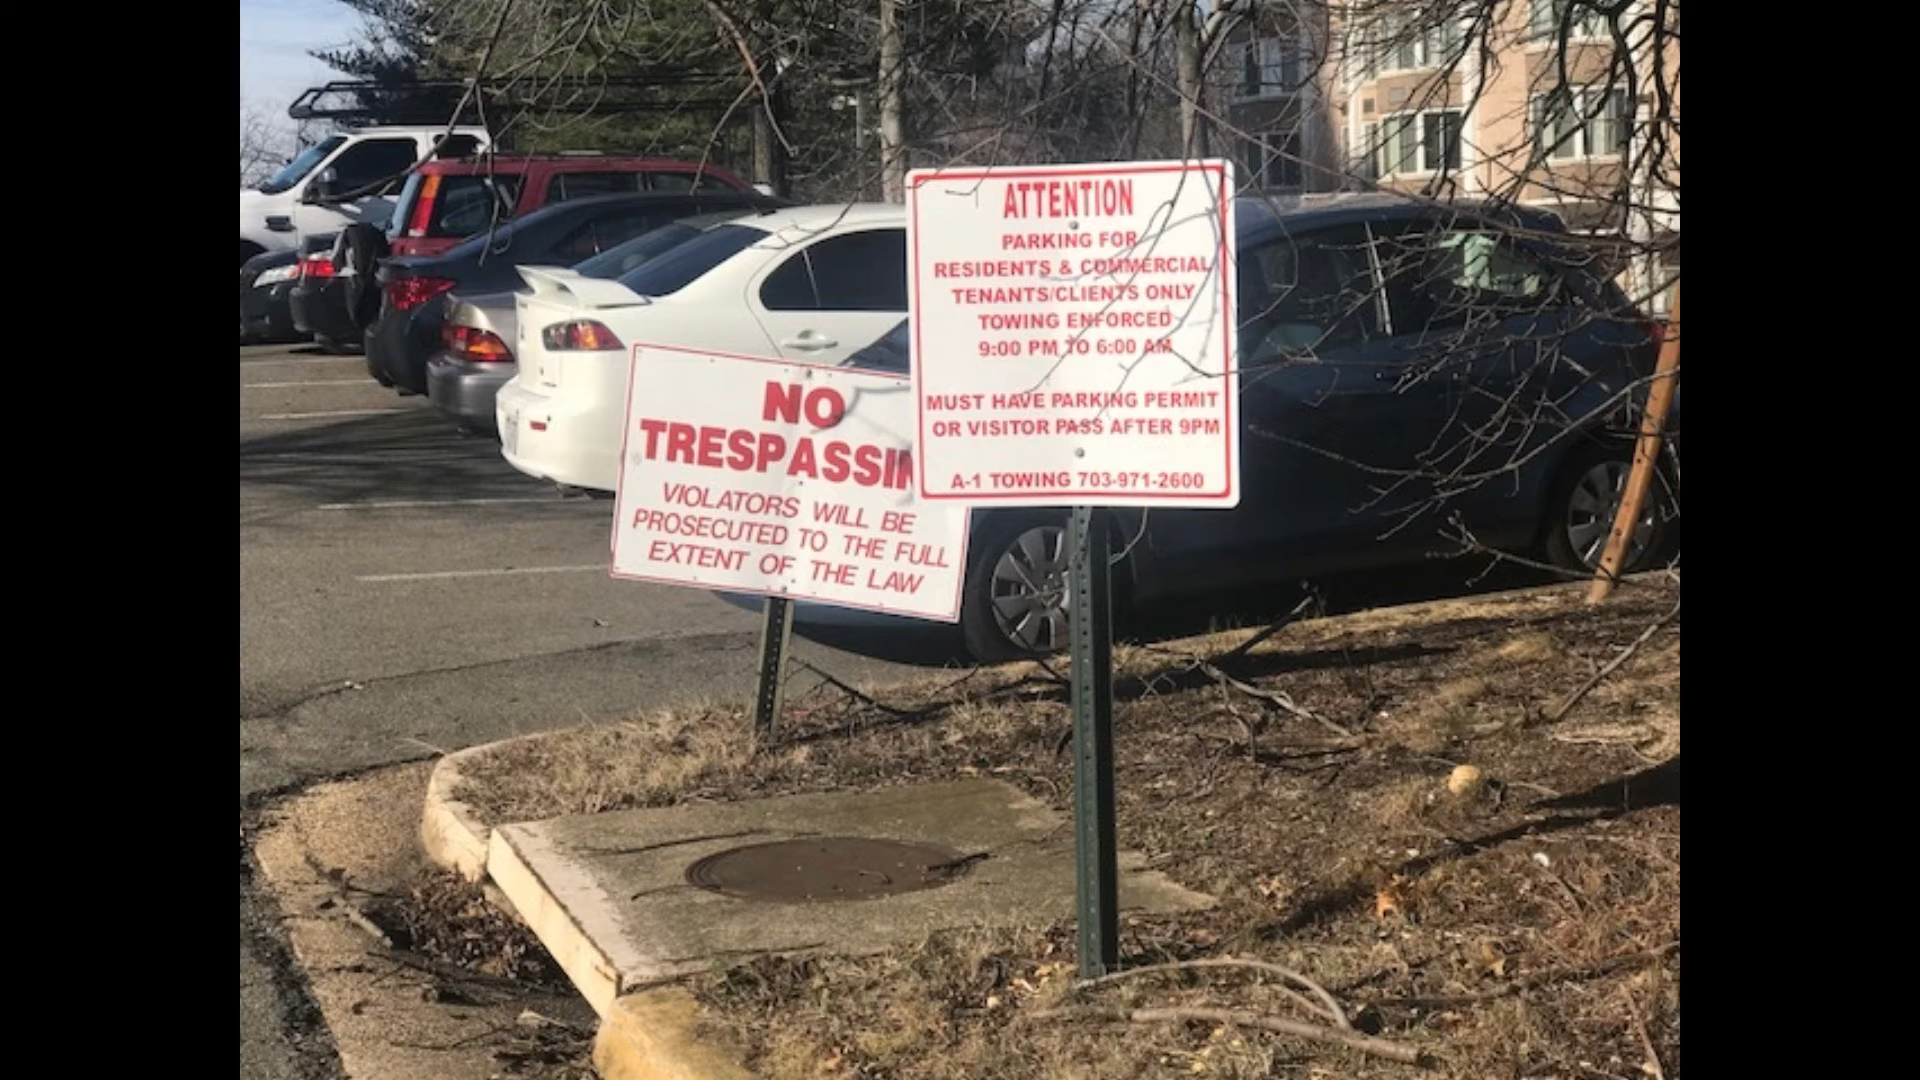 ATTENTION
PARKING FOR
RESIDENTS & COMMERCIAL
TENANTS/CLIENTS ONLY
TOWING ENFORCED
9:00 PM TO 6:00 AM
MUST HAVE PARKING PERMIT
OR VISITOR PASS AFTER 9PM
A-1 TOWING 703-971-2600
NO
TRESPASSIN
VIOLATORS WILL BE
PROSECUTED TO THE FULL
EXTENT OF THE LAW